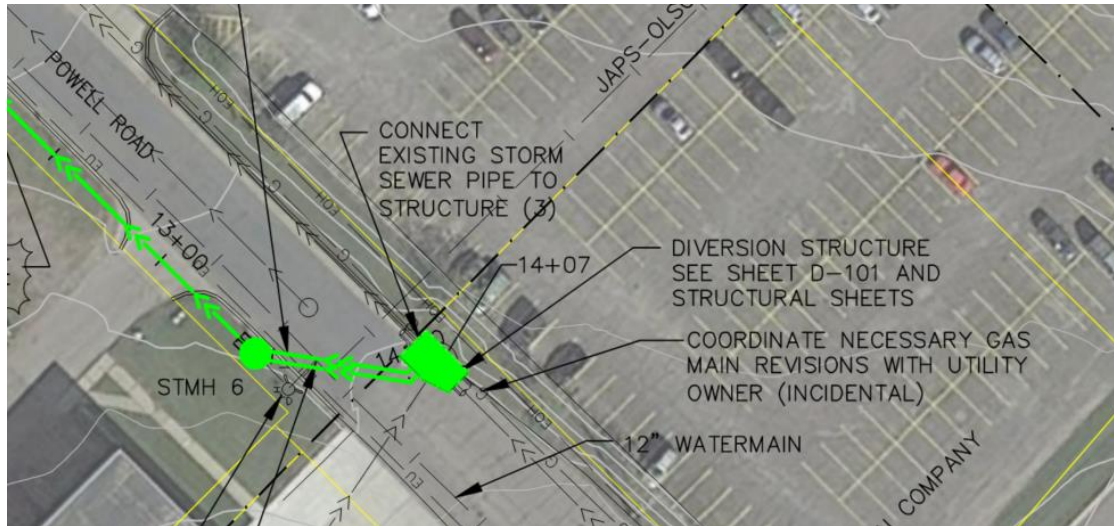 POWELL ROAD
JAPS-OLSO
CONNECT
EXISTING STORM
SEWER PIPE TO
STRUCTURE (3)
EOH
G
EU
13+00
14+07
DIVERSION STRUCTURE
SEE SHEET D-101 AND
STRUCTURAL SHEETS
COORDINATE NECESSARY GAS
MAIN REVISIONS WITH UTILITY
OWNER (INCIDENTAL)
STMH 6
12" WATERMAIN
COMPANY